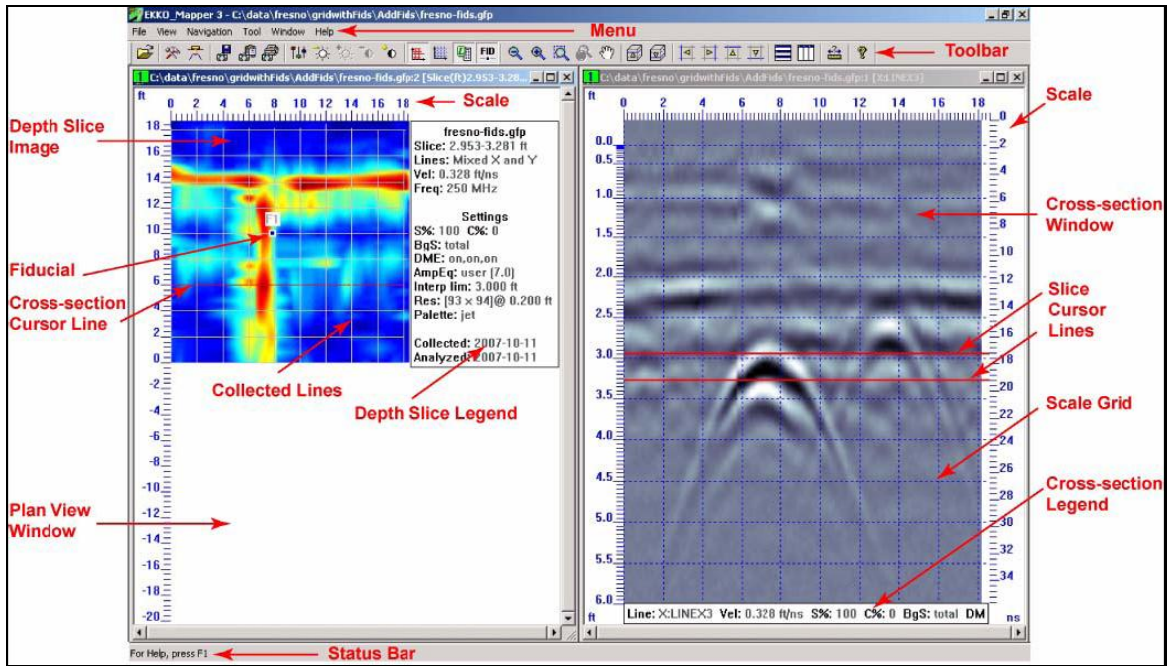 EKKO_Mapper 3 - C:\data\fresno\gridwithFids\AddFids\fresno-fids.gfp
File View Navigation Tool Window Help
Menu
FID
Toolbar
1 C:\data\fresno\gridwithFids\AddFids\fresno-fids.gfp:2 [Slice(ft)2.953-3.28...
ft
0 2 4 6 8 10 12 14 16 18
Scale
18
16
14
12
10
8
6
4
2
0
-2
-4
-6
-8
-10
-12
-14
-16
-18
-20
Depth Slice
Image
F1
Fiducial
Cross-section
Cursor Line
Collected Lines
Depth Slice Legend
Plan View
Window
fresno-fids.gfp
Slice: 2.953-3.281 ft
Lines: Mixed X and Y
Vel: 0.328 ft/ns
Freq: 250 MHz
Settings
S%: 100 C%: 0
BgS: total
DME: on,on,on
AmpEq: user (7.0)
Interp lim: 3.000 ft
Res: [93 x 94]@ 0.200 ft
Palette: jet
Collected: 2007-10-11
Analyzed: 2007-10-11
1 C:\data\fresno\gridwithFids\AddFids\fresno-fids.gfp:1 [X:LINEX3]
ft
0 2 4 6 8 10 12 14 16 18
0.0
0.5
1.0
1.5
2.0
2.5
3.0
3.5
4.0
4.5
5.0
5.5
6.0
ft
0
2
4
6
8
10
12
14
16
18
20
22
24
26
28
30
32
34
ns
Line: X:LINEX3 Vel: 0.328 ft/ns S%: 100 C%: 0 BgS: total DM
Scale
Cross-section
Window
Slice
Cursor
Lines
Scale Grid
Cross-section
Legend
For Help, press F1
Status Bar